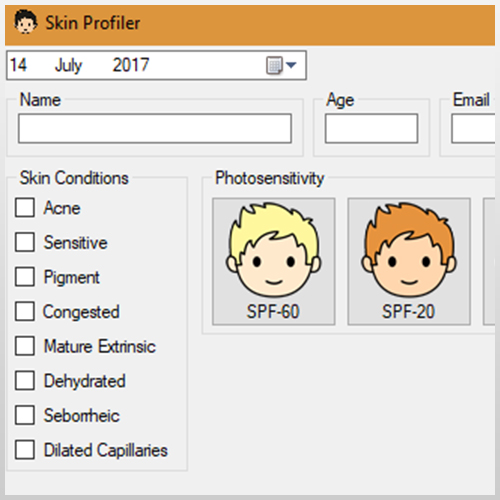 Skin Profiler
14 July 2017
Name
Age
Email
Skin Conditions
Photosensitivity
Acne
Sensitive
Pigment
Congested
Mature Extrinsic
Dehydrated
Seborrheic
Dilated Capillaries
SPF-60
SPF-20